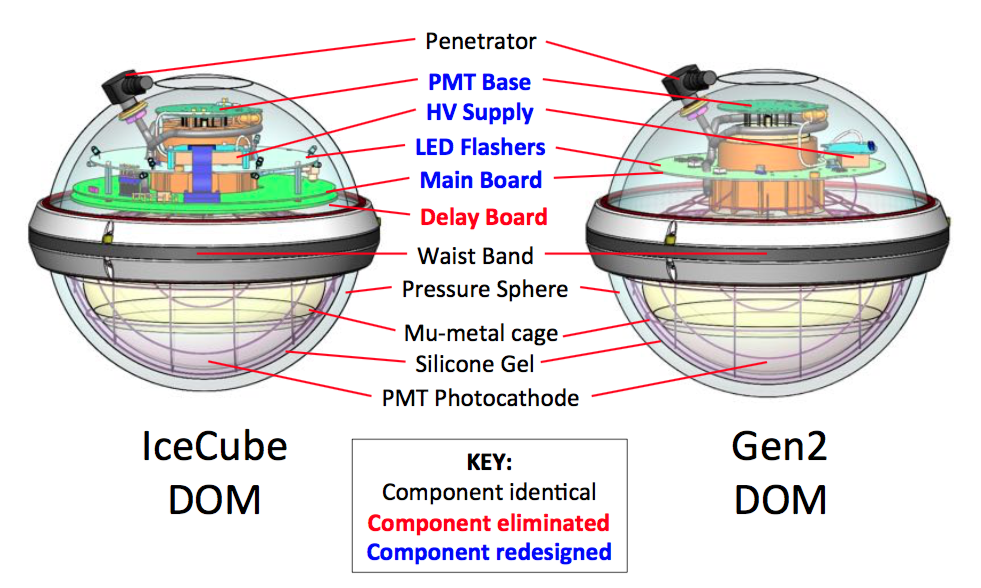 Penetrator
PMT Base
HV Supply
LED Flashers
Main Board
Delay Board
Waist Band
Pressure Sphere
Mu-metal cage
Silicone Gel
PMT Photocathode
IceCube
DOM
Gen2
DOM
KEY:
Component identical
Component eliminated
Component redesigned